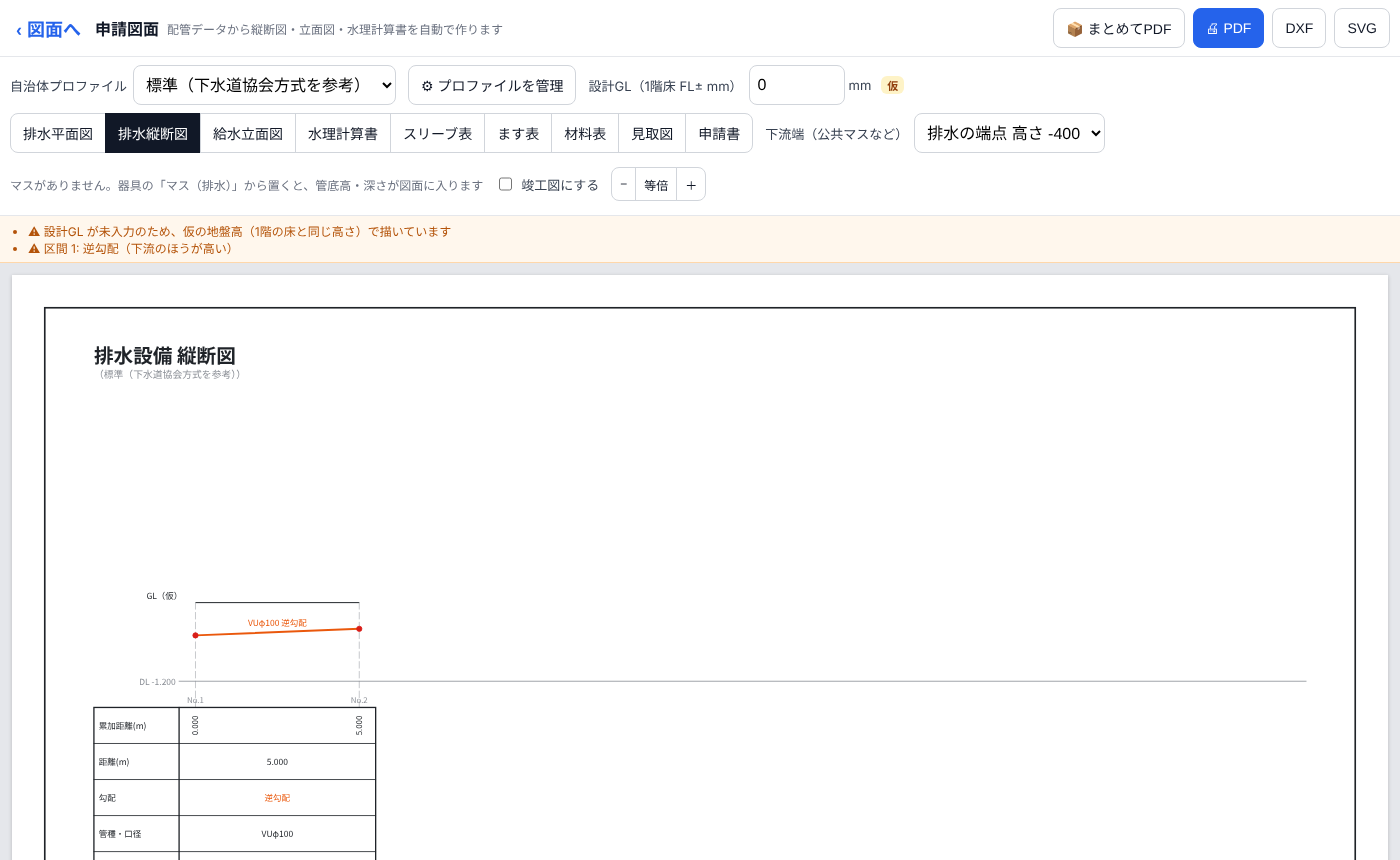 ‹ 図面へ 申請図面 配管データから縦断図・立面図・水理計算書を自動で作ります 📦 まとめてPDF 🖨 PDF DXF SVG
自治体プロファイル 標準（下水道協会方式を参考） ⚙ プロファイルを管理 設計GL（1階床 FL± mm） 0 mm 仮
排水平面図 排水縦断図 給水立面図 水理計算書 スリーブ表 ます表 材料表 見取図 申請書 下流端（公共マスなど） 排水の端点 高さ -400
マスがありません。器具の「マス（排水）」から置くと、管底高・深さが図面に入ります 竣工図にする − 等倍 ＋
• ⚠ 設計GL が未入力のため、仮の地盤高（1階の床と同じ高さ）で描いています
• ⚠ 区間 1: 逆勾配（下流のほうが高い）
排水設備 縦断図
（標準（下水道協会方式を参考））
GL（仮）
VUφ100 逆勾配
DL -1.200
No.1 No.2
累加距離(m) 0.000 5.000
距離(m) 5.000
勾配 逆勾配
管種・口径 VUφ100